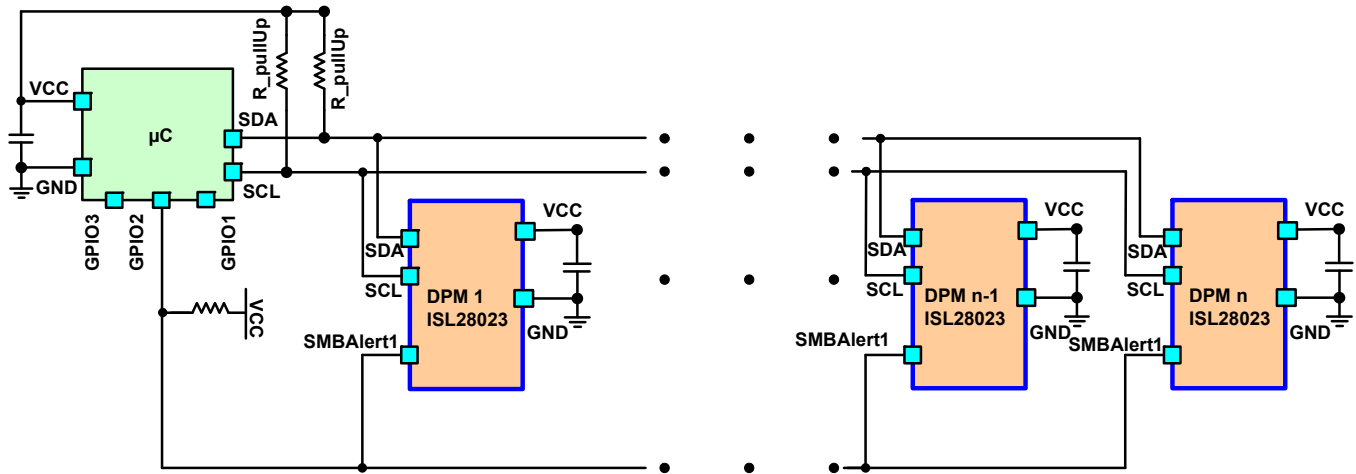 R_pullUp
R_pullUp
VCC
SDA
µC
GND
SCL
GPIO3
GPIO2
GPIO1
VCC
VCC
SDA
SCL
DPM 1
ISL28023
GND
SMBAlert1
VCC
SDA
SCL
DPM n-1
ISL28023
GND
SMBAlert1
VCC
SDA
SCL
DPM n
ISL28023
GND
SMBAlert1